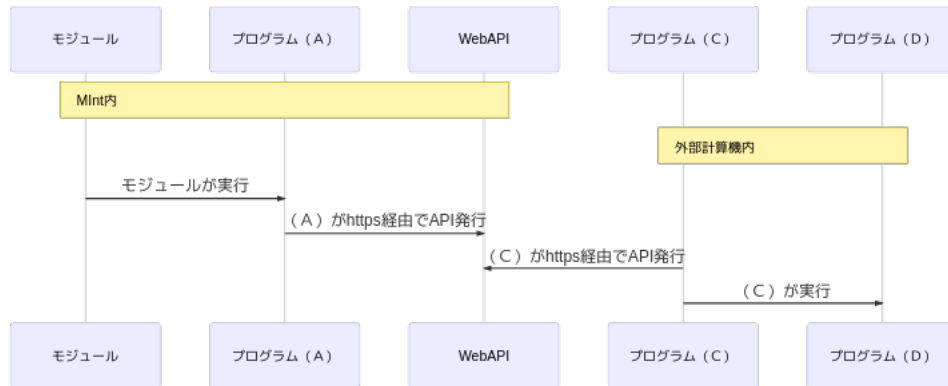 モジュール
プログラム（A）
WebAPI
プログラム（C）
プログラム（D）
MInt内
外部計算機内
モジュールが実行
（A）がhttps経由でAPI発行
（C）がhttps経由でAPI発行
（C）が実行
モジュール
プログラム（A）
WebAPI
プログラム（C）
プログラム（D）